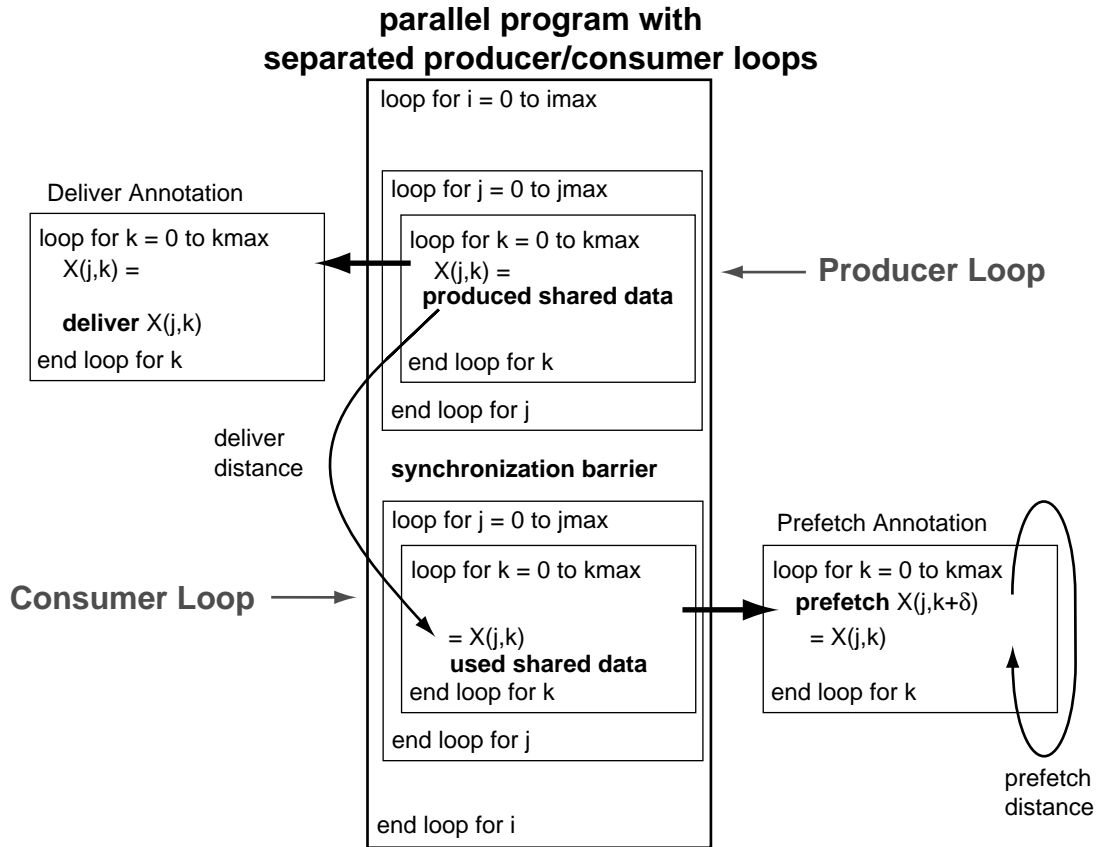 parallel program with
separated producer/consumer loops
loop for i = 0 to imax
loop for j = 0 to jmax
Deliver Annotation
loop for k = 0 to kmax
X(j,k) =
deliver X(j,k)
end loop for k
loop for k = 0 to kmax
X(j,k) =
produced shared data
end loop for k
end loop for j
Producer Loop
deliver
distance
synchronization barrier
loop for j = 0 to jmax
loop for k = 0 to kmax
= X(j,k)
used shared data
end loop for k
end loop for j
Consumer Loop
Prefetch Annotation
loop for k = 0 to kmax
prefetch X(j,k+δ)
= X(j,k)
end loop for k
prefetch
distance
end loop for i